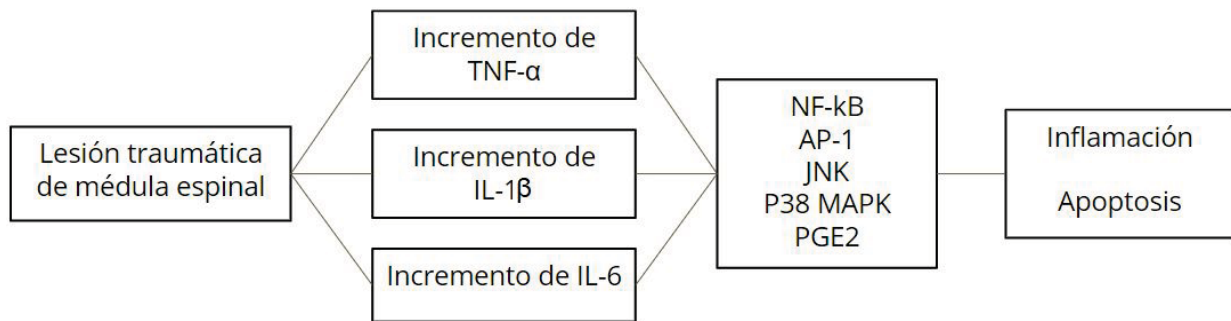 Lesión traumática
de médula espinal
Incremento de
TNF-α
Incremento de
IL-1β
Incremento de IL-6
NF-kB
AP-1
JNK
P38 MAPK
PGE2
Inflamación
Apoptosis